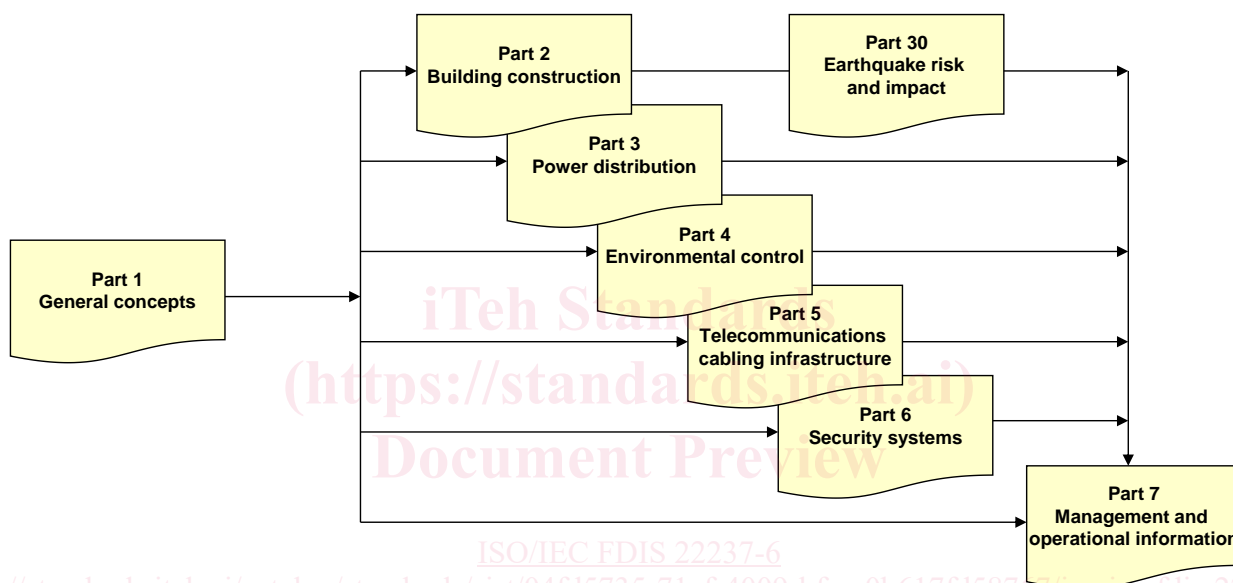 Part 2
Building construction
Part 30
Earthquake risk
and impact
Part 3
Power distribution
Part 4
Environmental control
Part 1
General concepts
Part 5
Telecommunications
cabling infrastructure
Part 6
Security systems
Part 7
Management and
operational information
iTeh Standards
(https://standards.iteh.ai)
Document Preview
ISO/IEC FDIS 22237-6